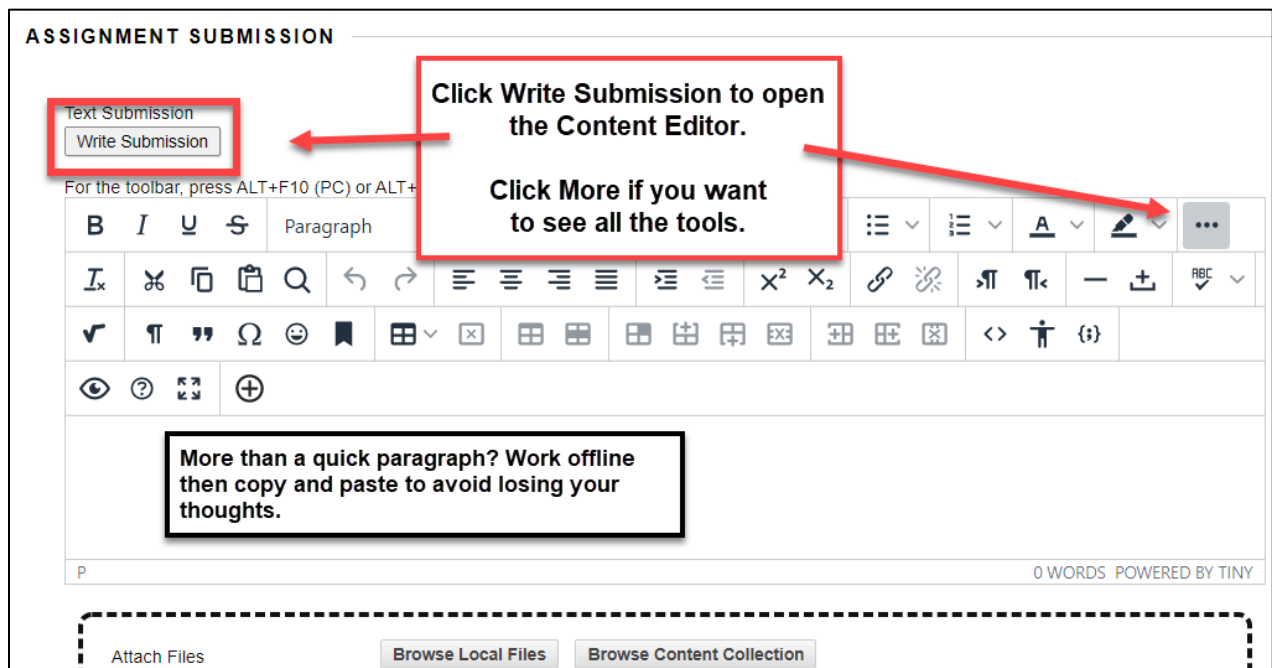 ASSIGNMENT SUBMISSION
Click Write Submission to open
the Content Editor.
Click More if you want
to see all the tools.
Text Submission
Write Submission
For the toolbar, press ALT+F10 (PC) or ALT+
B I U S Paragraph A
ABC
More than a quick paragraph? Work offline
then copy and paste to avoid losing your
thoughts.
P 0 WORDS POWERED BY TINY
Attach Files Browse Local Files Browse Content Collection